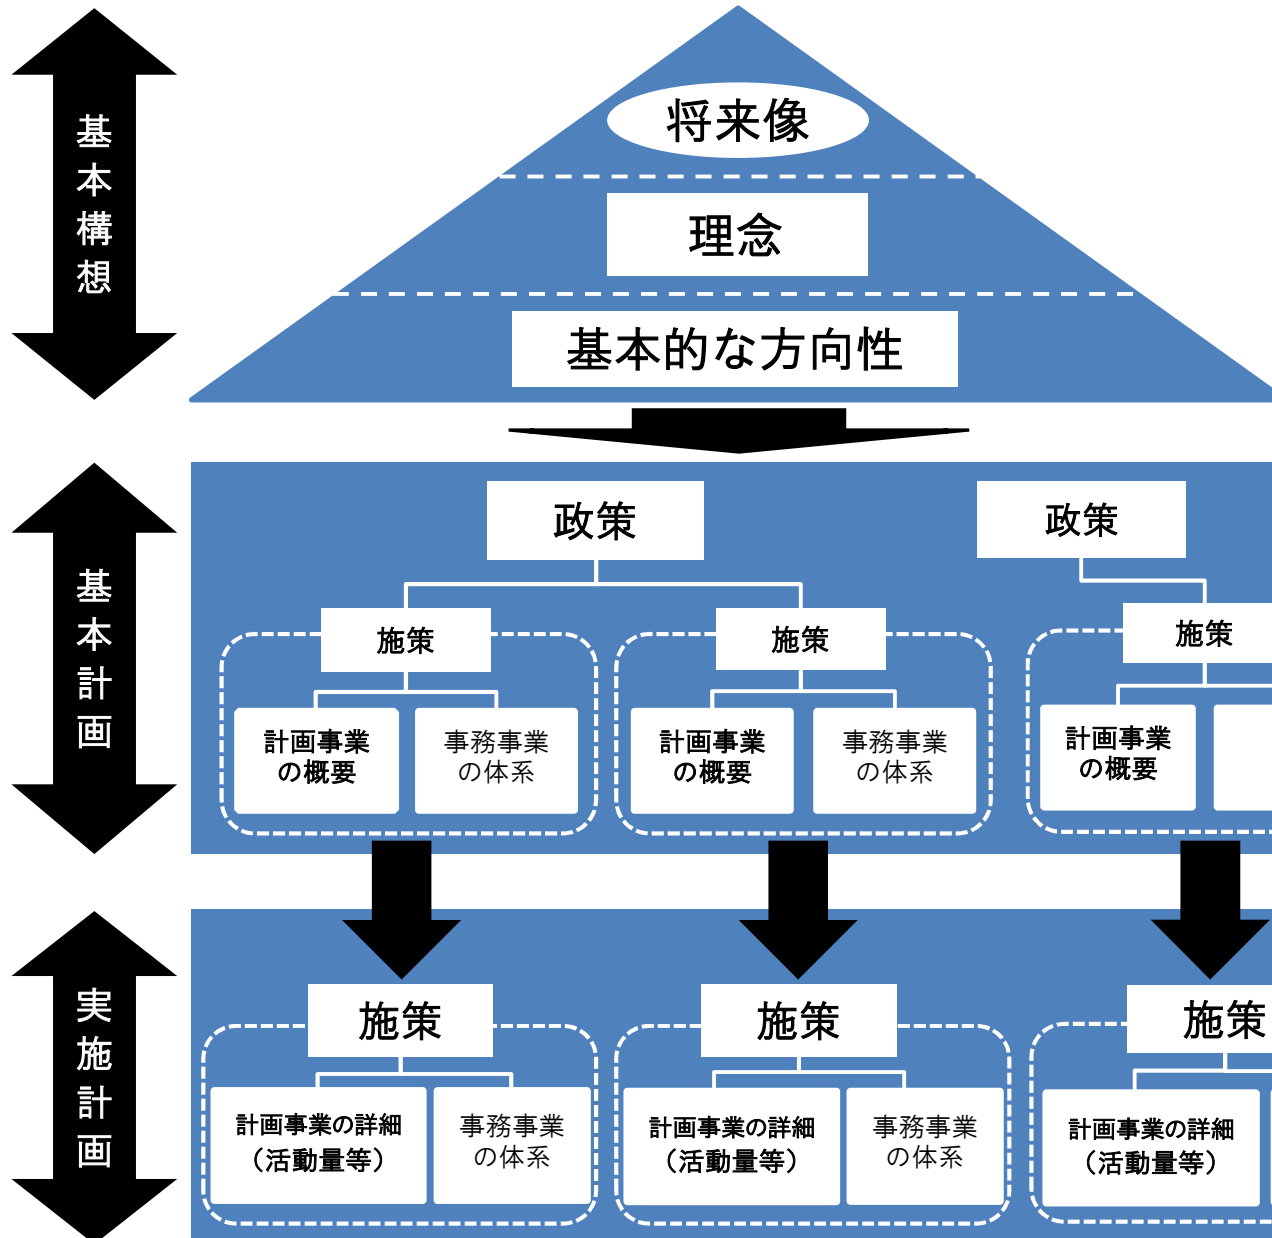 基本構想
将来像
理念
基本的な方向性
基本計画
政策
政策
施策
施策
施策
計画事業
の概要
事務事業
の体系
計画事業
の概要
事務事業
の体系
計画事業
の概要
実施計画
施策
施策
施策
計画事業の詳細
（活動量等）
事務事業
の体系
計画事業の詳細
（活動量等）
事務事業
の体系
計画事業の詳細
（活動量等）